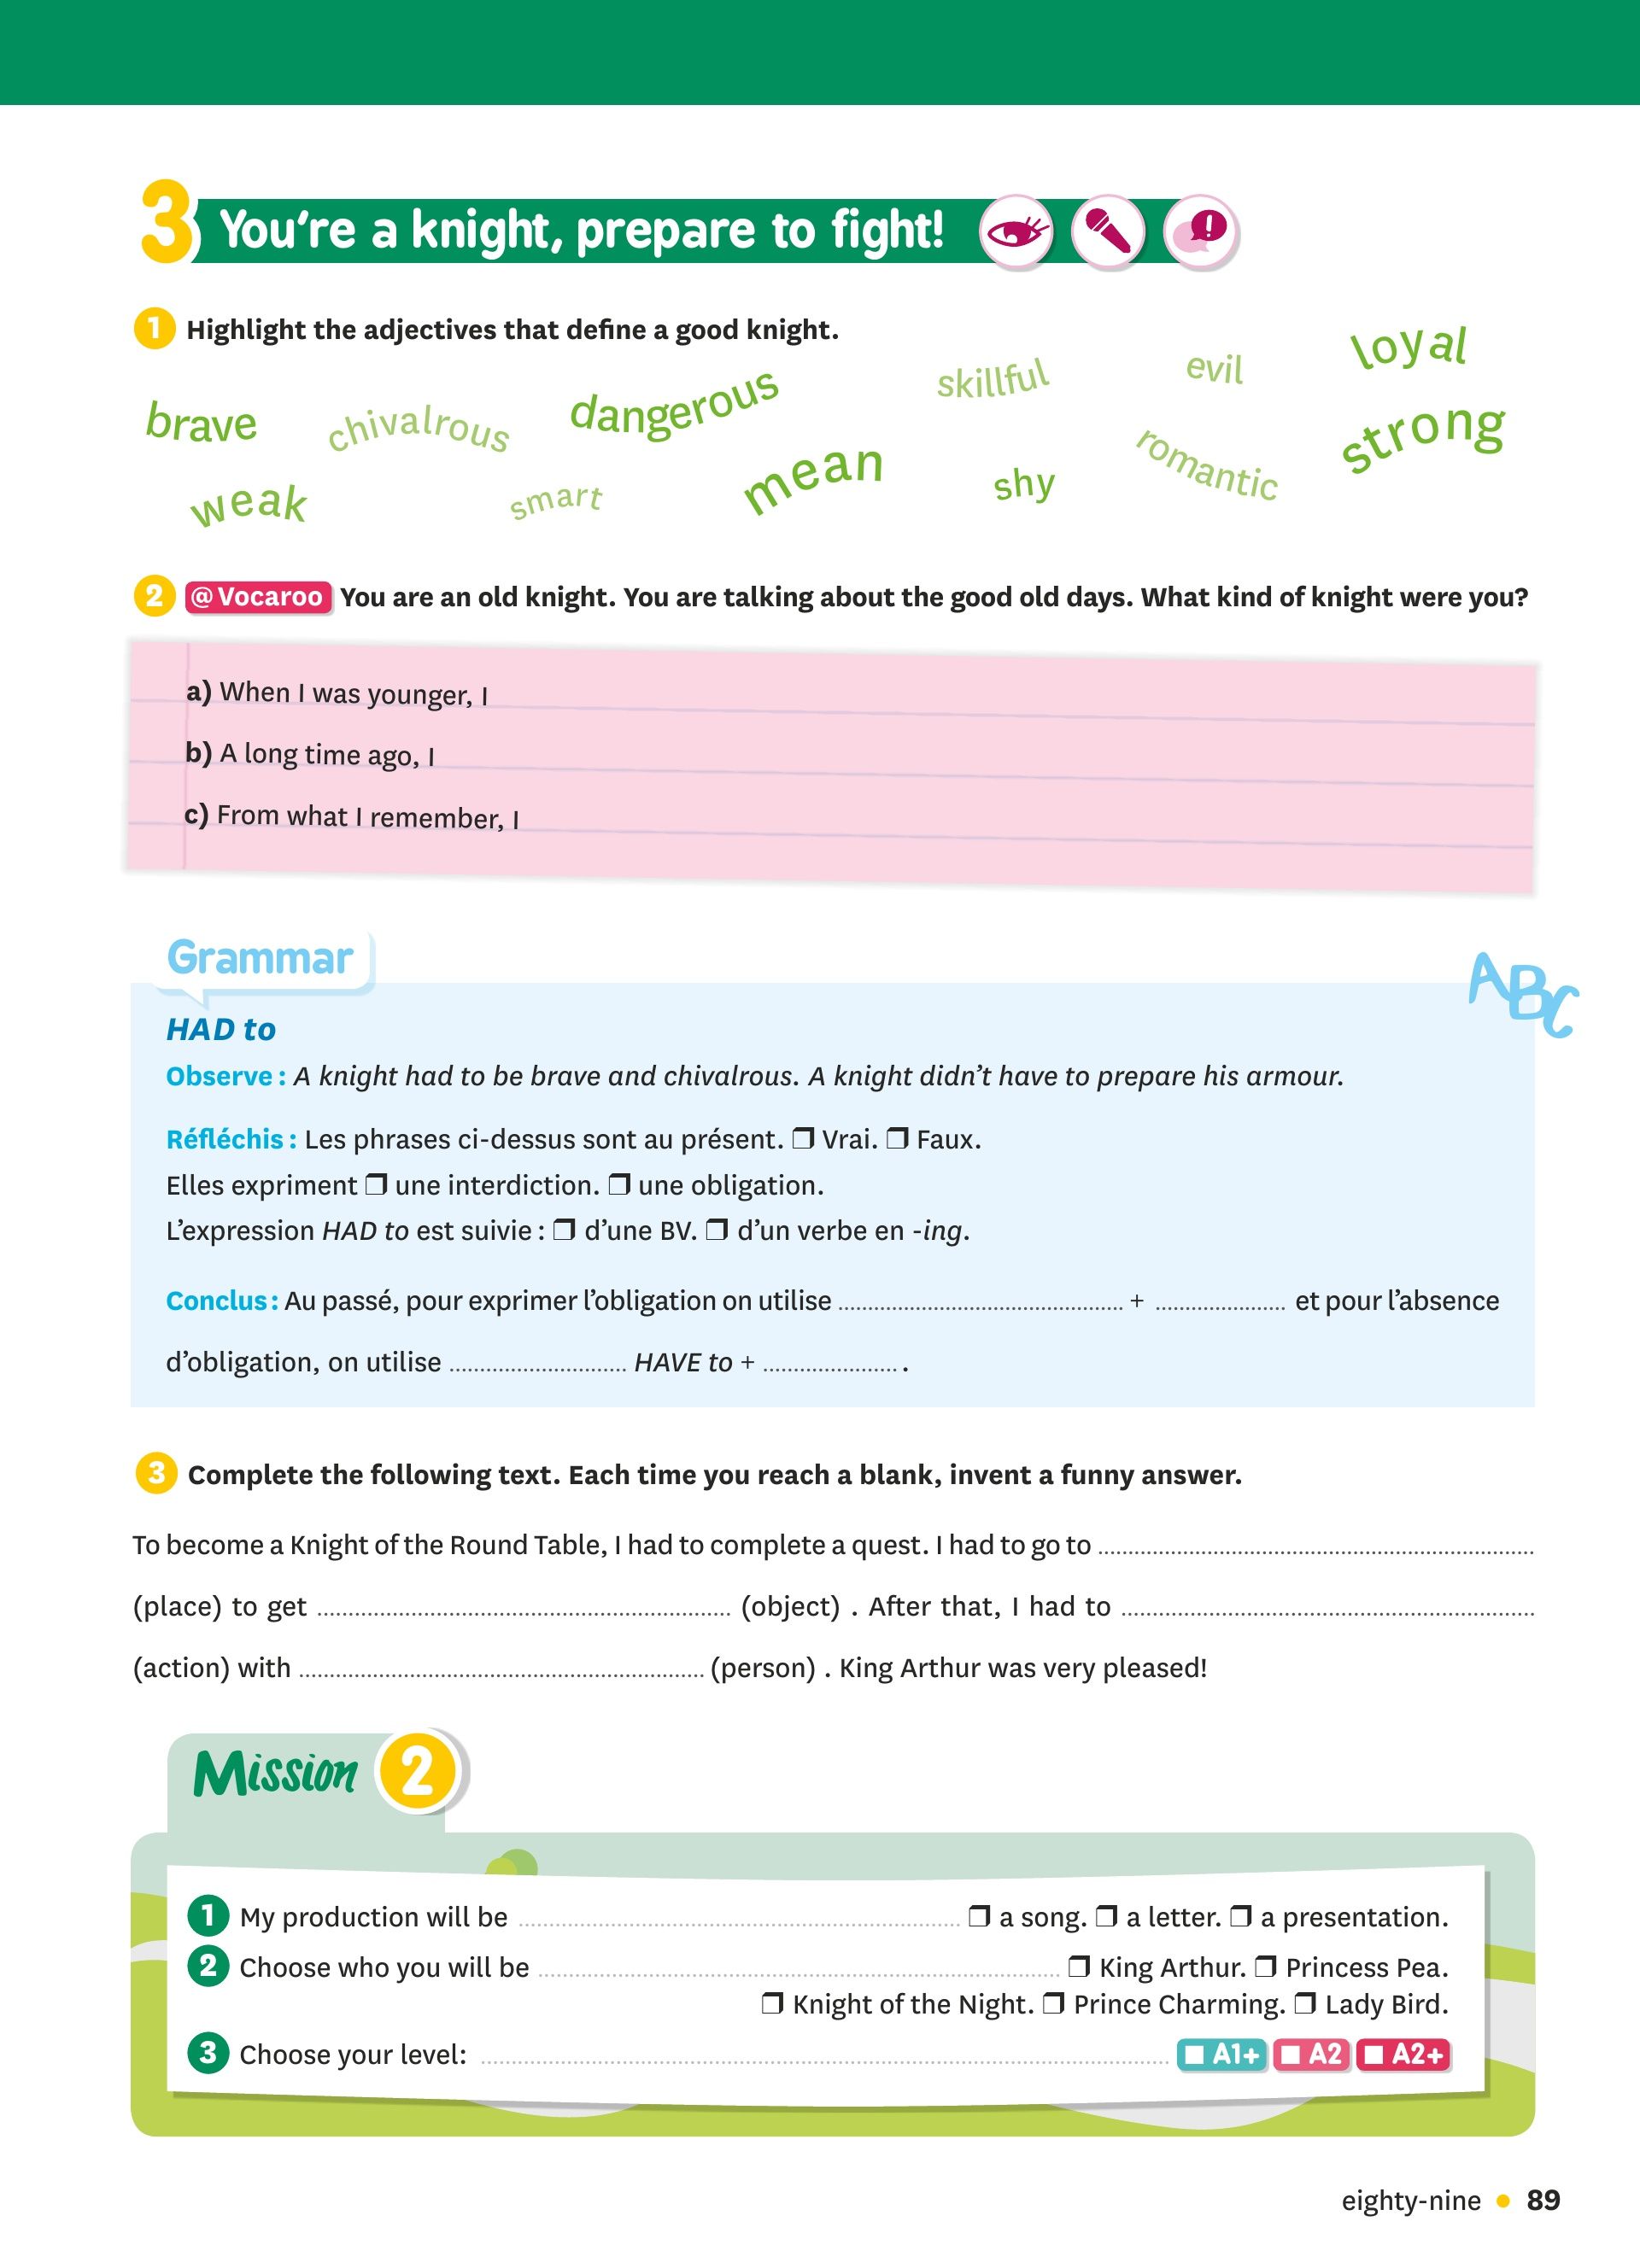 3 You're a knight, prepare to fight!
1 Highlight the adjectives that define a good knight.
brave chivalrous dangerous skillful evil loyal
weak smart mean shy romantic strong
2 @ Vocaroo You are an old knight. You are talking about the good old days. What kind of knight were you?
a) When I was younger, I
b) A long time ago, I
c) From what I remember, I
Grammar
ABC
HAD to
Observe : A knight had to be brave and chivalrous. A knight didn't have to prepare his armour.
Réfléchis : Les phrases ci-dessus sont au présent. ❒ Vrai. ❒ Faux.
Elles expriment ❒ une interdiction. ❒ une obligation.
L'expression HAD to est suivie : ❒ d'une BV. ❒ d'un verbe en -ing.
Conclus : Au passé, pour exprimer l'obligation on utilise ........................ + ............ et pour l'absence
d'obligation, on utilise ................ HAVE to + ............ .
3 Complete the following text. Each time you reach a blank, invent a funny answer.
To become a Knight of the Round Table, I had to complete a quest. I had to go to ........................
(place) to get ........................ (object) . After that, I had to ........................
(action) with ........................ (person) . King Arthur was very pleased!
Mission 2
1 My production will be ........................ ❒ a song. ❒ a letter. ❒ a presentation.
2 Choose who you will be ........................ ❒ King Arthur. ❒ Princess Pea.
❒ Knight of the Night. ❒ Prince Charming. ❒ Lady Bird.
3 Choose your level: ........................ A1+ A2 A2+
eighty-nine • 89